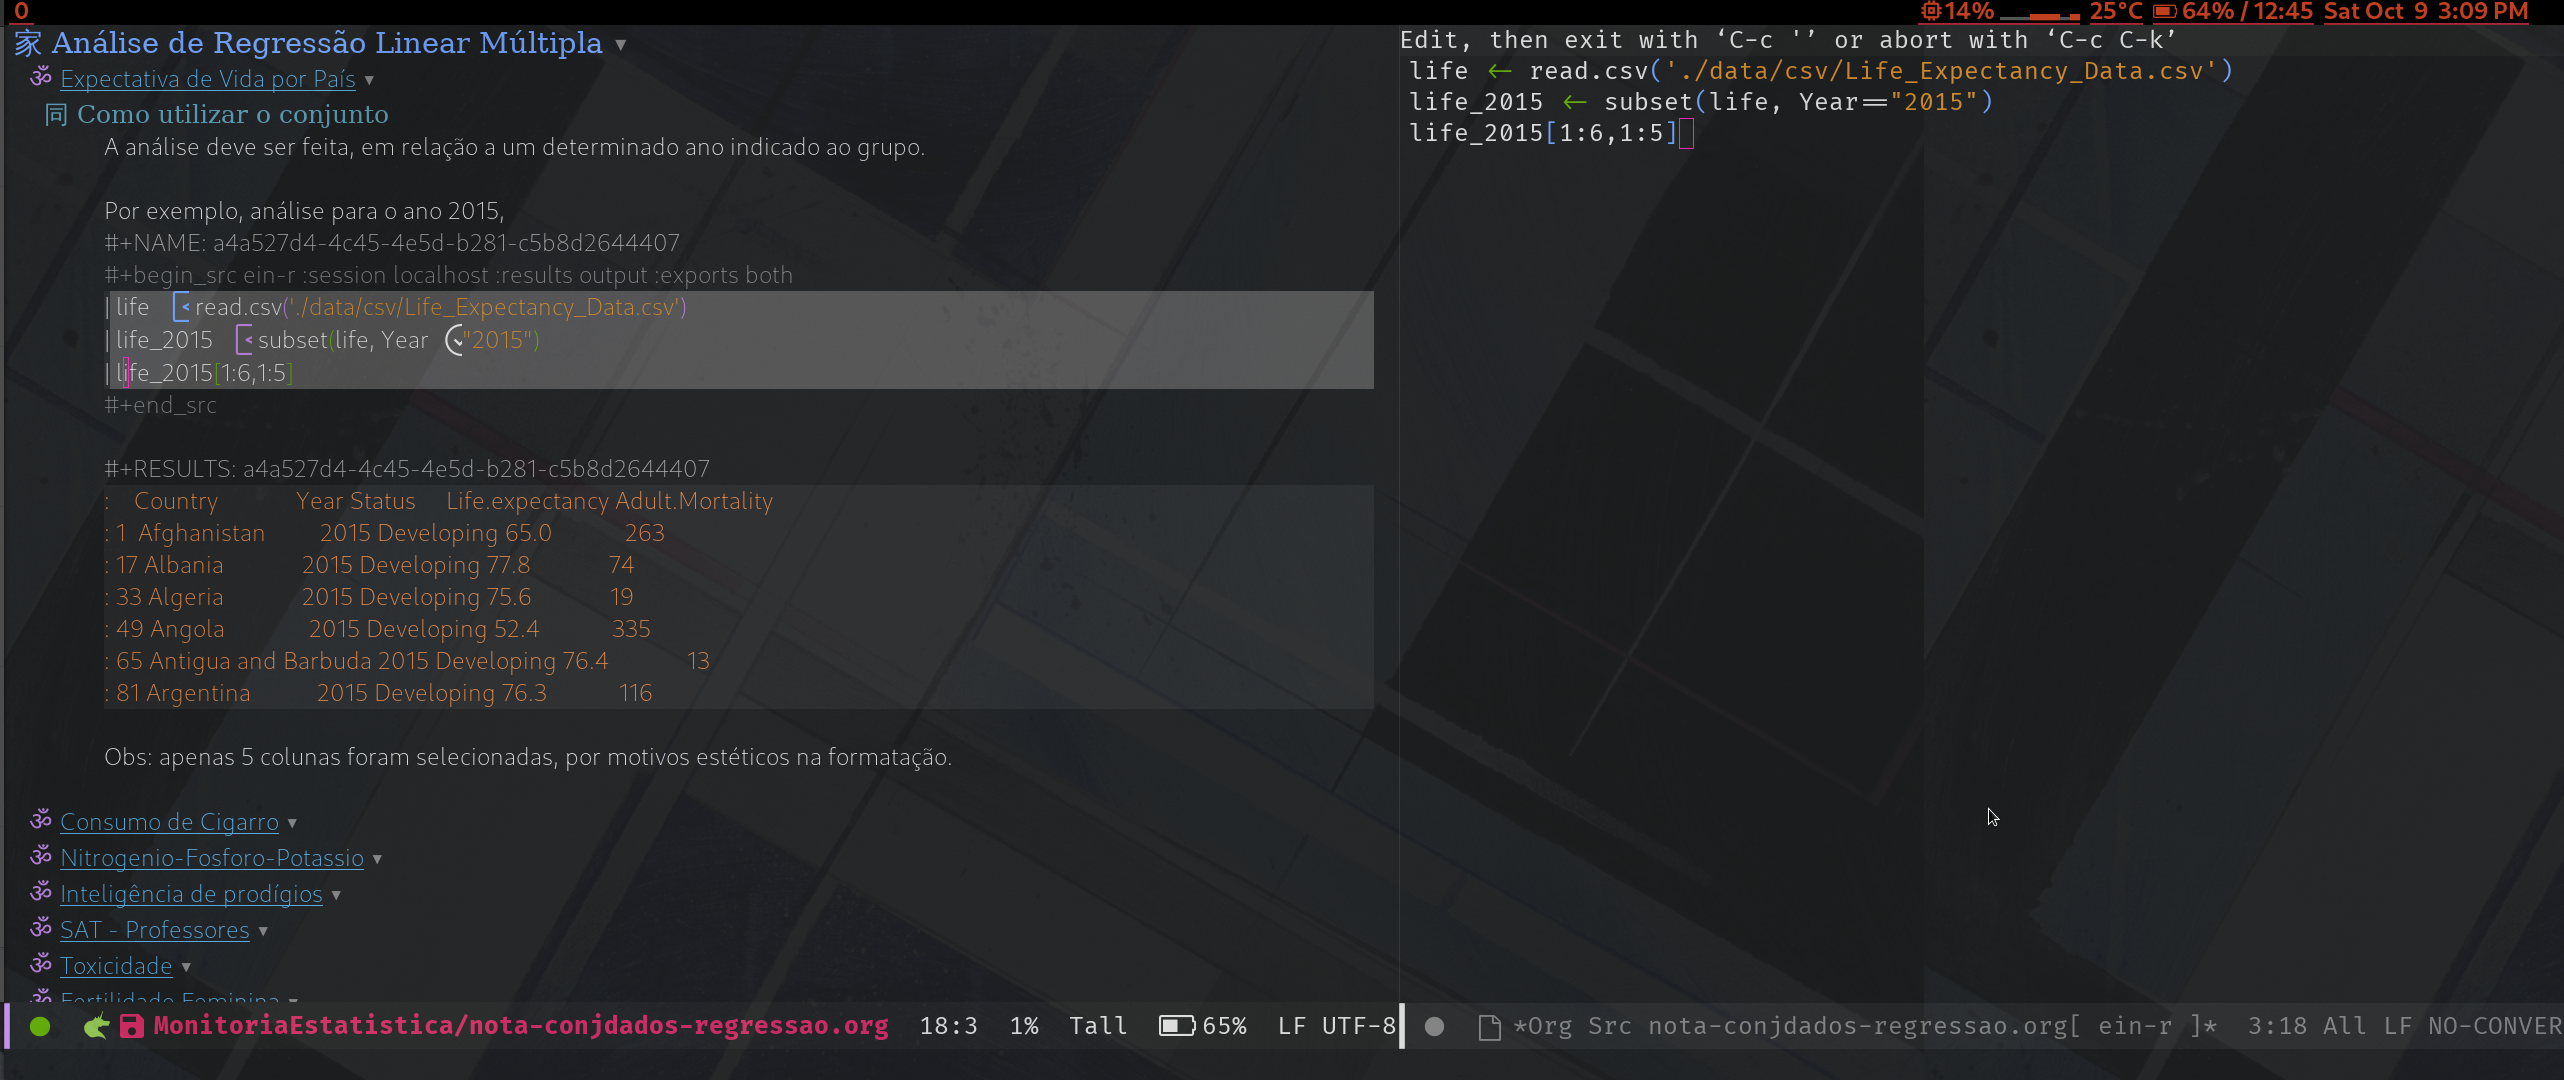 0
14% 25°C 64% / 12:45 Sat Oct 9 3:09 PM
家 Análise de Regressão Linear Múltipla ▾
ॐ Expectativa de Vida por País ▾
同 Como utilizar o conjunto
A análise deve ser feita, em relação a um determinado ano indicado ao grupo.
Por exemplo, análise para o ano 2015,
#+NAME: a4a527d4-4c45-4e5d-b281-c5b8d2644407
#+begin_src ein-r :session localhost :results output :exports both
| life < read.csv('./data/csv/Life_Expectancy_Data.csv')
| life_2015 < subset(life, Year "2015")
| life_2015[1:6,1:5]
#+end_src
#+RESULTS: a4a527d4-4c45-4e5d-b281-c5b8d2644407
: Country Year Status Life.expectancy Adult.Mortality
: 1 Afghanistan 2015 Developing 65.0 263
: 17 Albania 2015 Developing 77.8 74
: 33 Algeria 2015 Developing 75.6 19
: 49 Angola 2015 Developing 52.4 335
: 65 Antigua and Barbuda 2015 Developing 76.4 13
: 81 Argentina 2015 Developing 76.3 116
Obs: apenas 5 colunas foram selecionadas, por motivos estéticos na formatação.
ॐ Consumo de Cigarro ▾
ॐ Nitrogenio-Fosforo-Potassio ▾
ॐ Inteligência de prodígios ▾
ॐ SAT - Professores ▾
ॐ Toxicidade ▾
ॐ Fertilidade Feminina ▾
MonitoriaEstatistica/nota-conjdados-regressao.org 18:3 1% Tall 65% LF UTF-8
Edit, then exit with ‘C-c '’ or abort with ‘C-c C-k’
life ← read.csv('./data/csv/Life_Expectancy_Data.csv')
life_2015 ← subset(life, Year=="2015")
life_2015[1:6,1:5]
*Org Src nota-conjdados-regressao.org[ ein-r ]* 3:18 All LF NO-CONVER